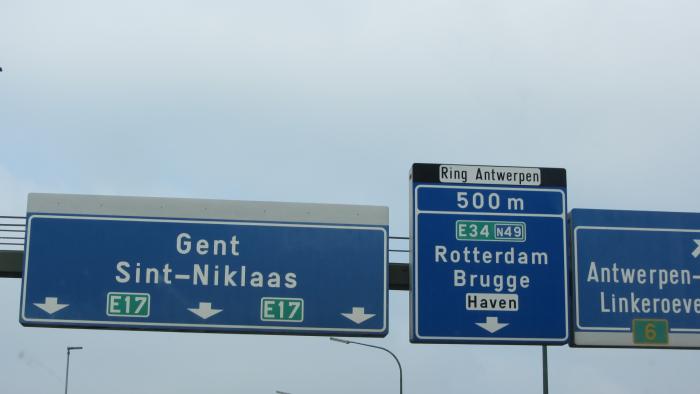 Gent
Sint-Niklaas
E17 E17
Ring Antwerpen
500 m
E34 N49
Rotterdam
Brugge
Haven
Antwerpen-
Linkeroeve
6